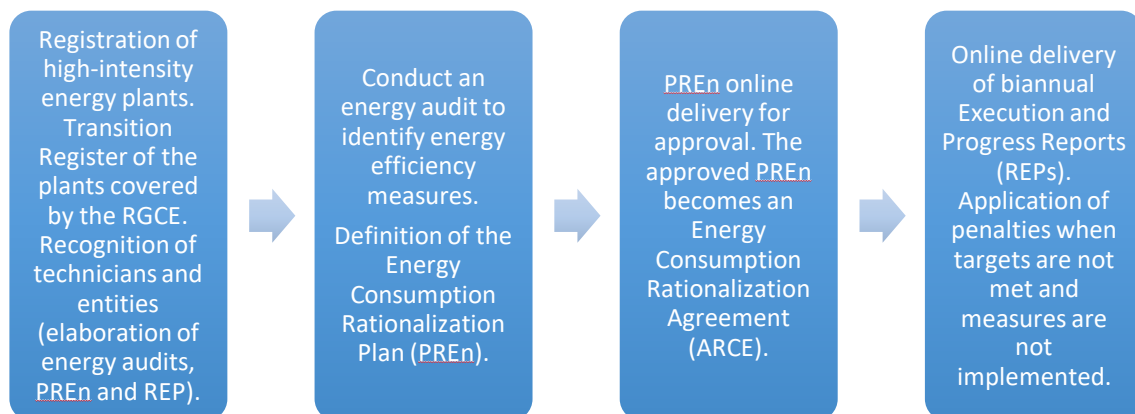 Registration of
high-intensity
energy plants.
Transition
Register of the
plants covered
by the RGCE.
Recognition of
technicians and
entities
(elaboration of
energy audits,
PREn and REP).
Conduct an
energy audit to
identify energy
efficiency
measures.
Definition of the
Energy
Consumption
Rationalization
Plan (PREn).
PREn online
delivery for
approval. The
approved PREn
becomes an
Energy
Consumption
Rationalization
Agreement
(ARCE).
Online delivery
of biannual
Execution and
Progress Reports
(REPs).
Application of
penalties when
targets are not
met and
measures are
not
implemented.